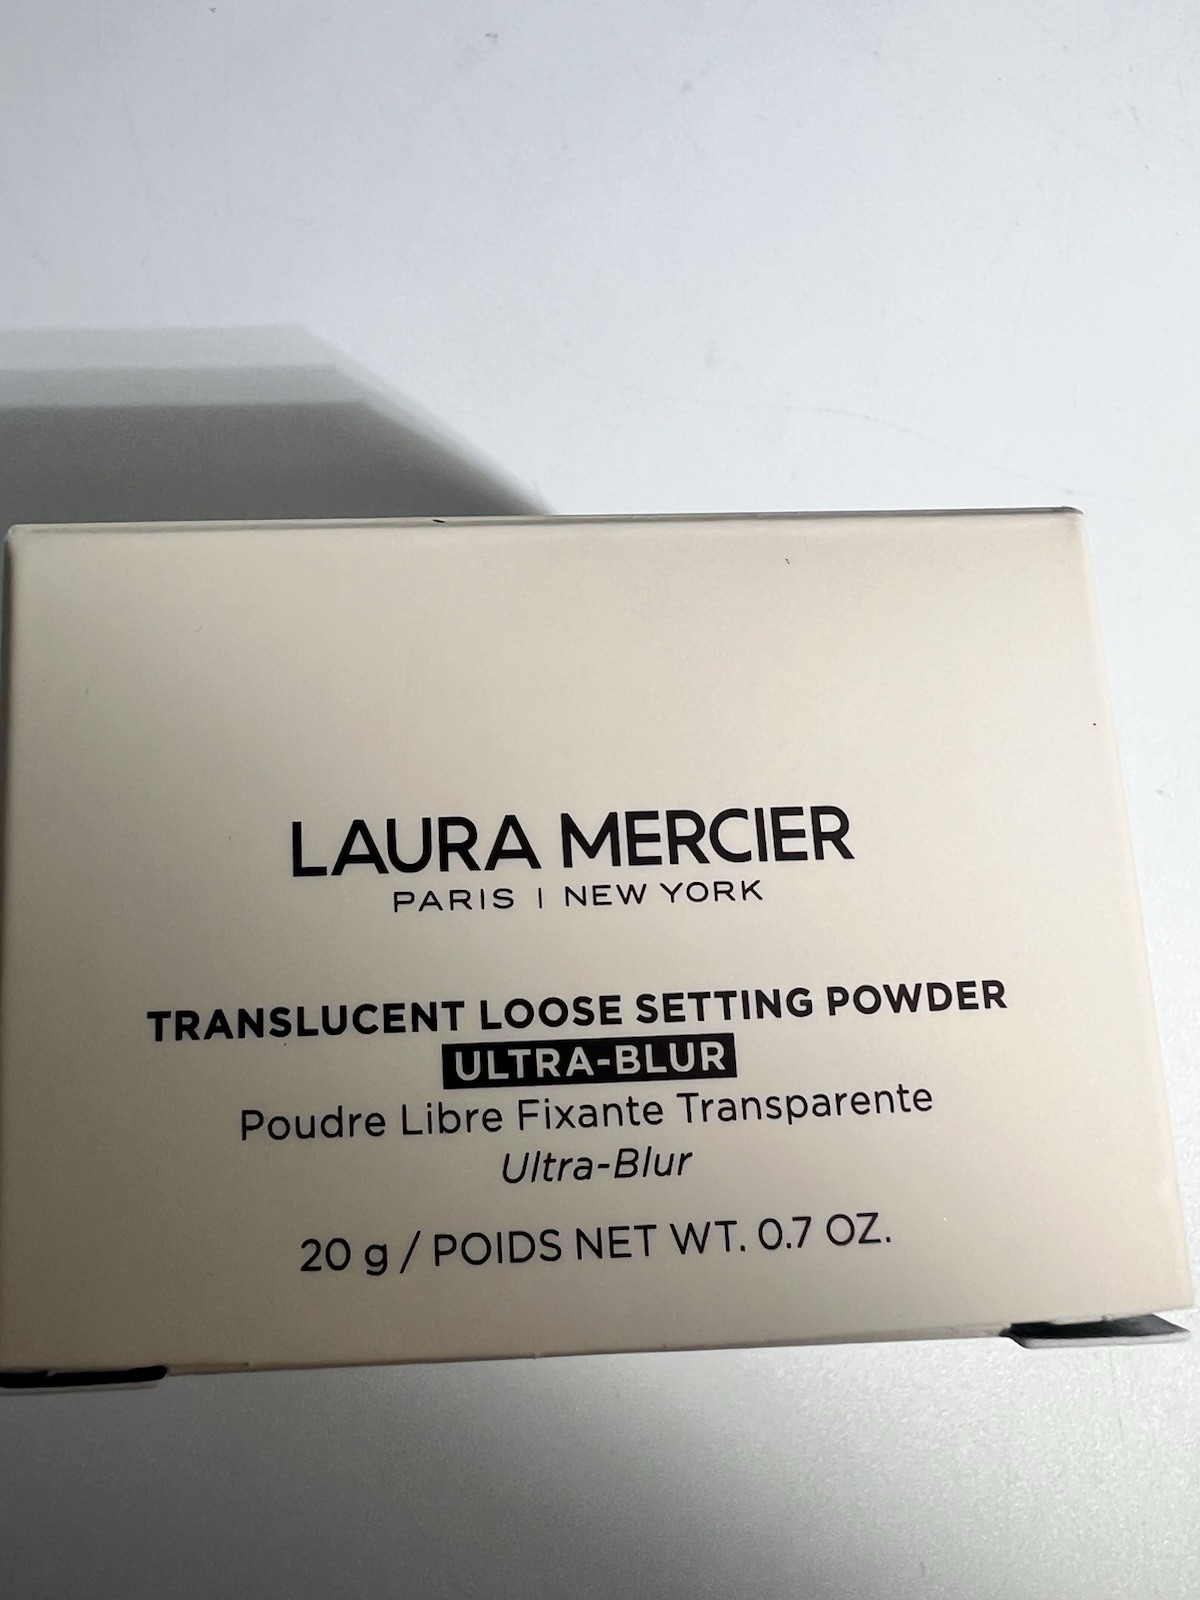 LAURA MERCIER
PARIS | NEW YORK
TRANSLUCENT LOOSE SETTING POWDER
ULTRA-BLUR
Poudre Libre Fixante Transparente
Ultra-Blur
20 g / POIDS NET WT. 0.7 OZ.